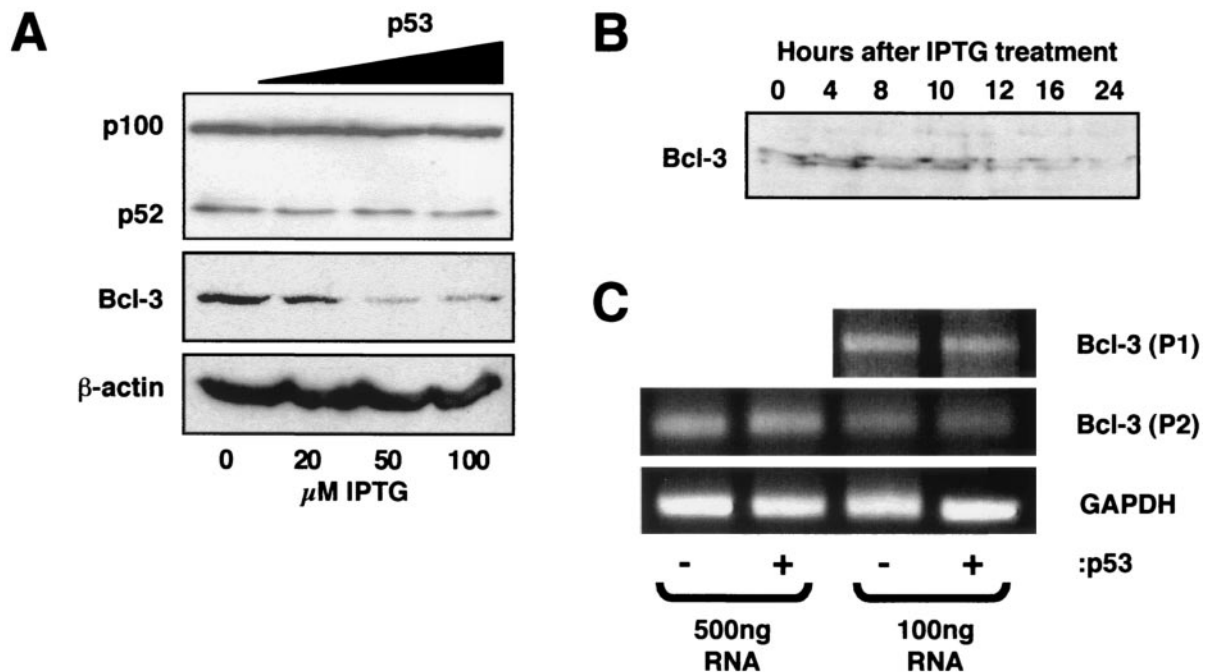 A
p53
p100
p52
Bcl-3
β-actin
0 20 50 100
μM IPTG
B
Hours after IPTG treatment
0 4 8 10 12 16 24
Bcl-3
C
Bcl-3 (P1)
Bcl-3 (P2)
GAPDH
- + - + :p53
500ng RNA
100ng RNA